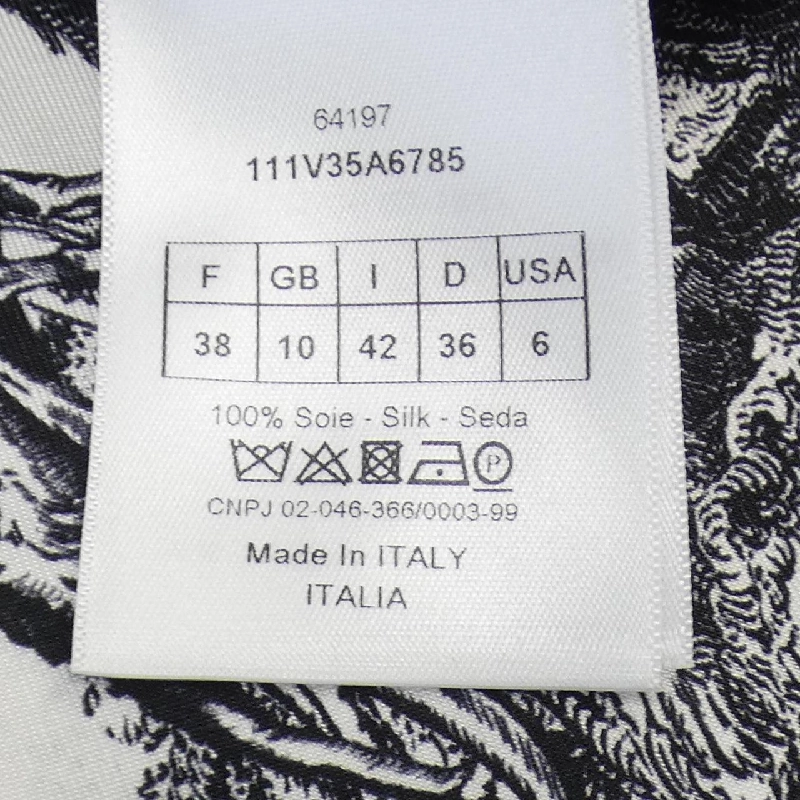 64197
111V35A6785
F GB I D USA
38 10 42 36 6
100% Soie - Silk - Seda
P
CNPJ 02-046-366/0003-99
Made In ITALY
ITALIA